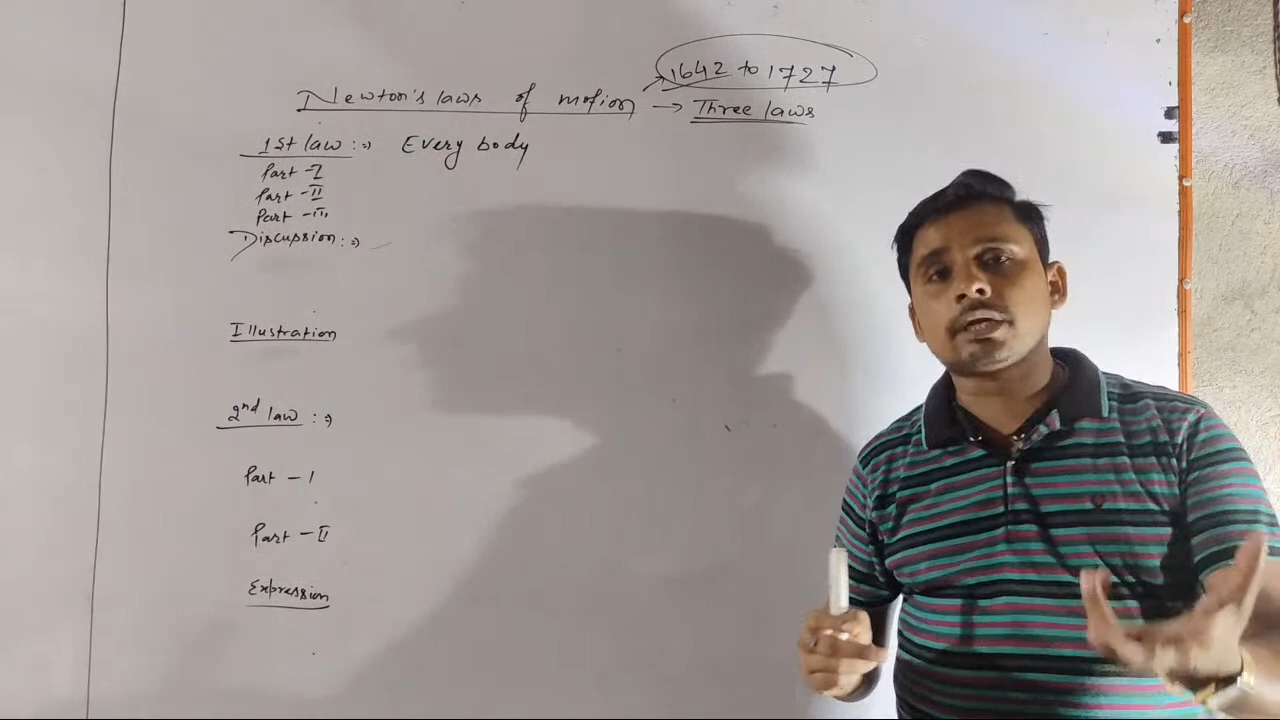 1642 to 1727
Newton's laws of motion → Three laws
1st law :⇒ Every body
Part - I
Part - II
Part - III
Discussion :⇒
Illustration
2nd law :⇒
Part - I
Part - II
Expression